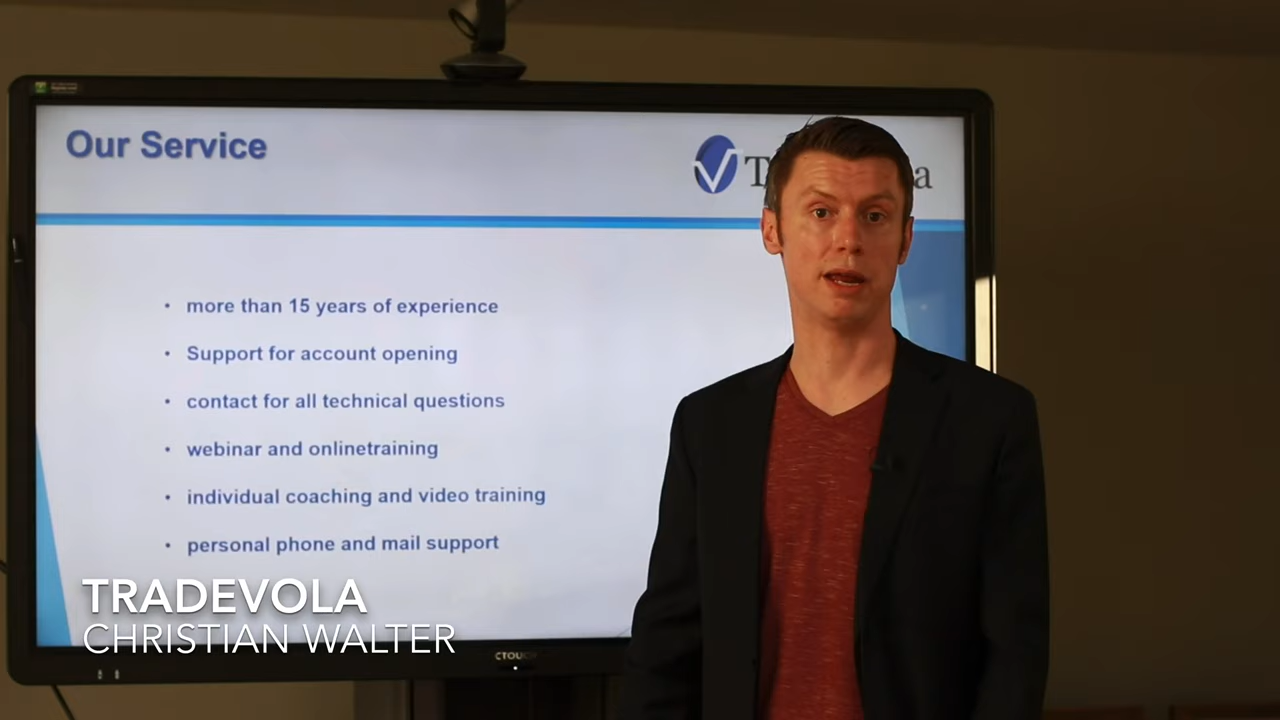 Our Service
more than 15 years of experience
Support for account opening
contact for all technical questions
webinar and onlinetraining
individual coaching and video training
personal phone and mail support
TRADEVOLA
CHRISTIAN WALTER